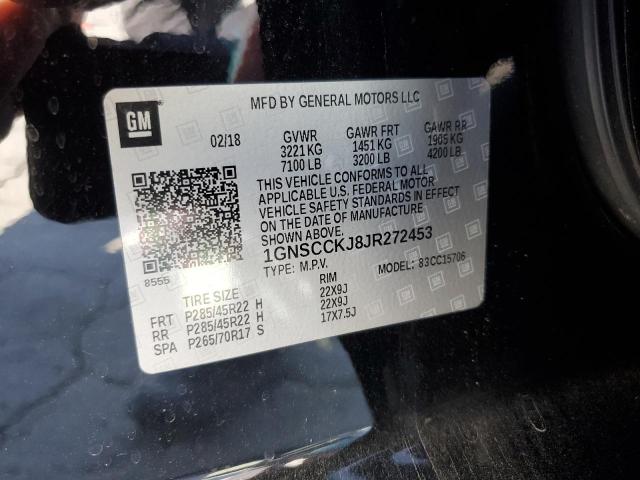 GM
MFD BY GENERAL MOTORS LLC
02/18 GVWR GAWR FRT GAWR RR
3221 KG 1451 KG 1905 KG
7100 LB 3200 LB 4200 LB
THIS VEHICLE CONFORMS TO ALL
APPLICABLE U.S. FEDERAL MOTOR
VEHICLE SAFETY STANDARDS IN EFFECT
ON THE DATE OF MANUFACTURE
SHOWN ABOVE.
1GNSCCKJ8JR272453
8555 TYPE: M.P.V. MODEL: 83CC15706
TIRE SIZE RIM
FRT P285/45R22 H 22X9J
RR P285/45R22 H 22X9J
SPA P265/70R17 S 17X7.5J